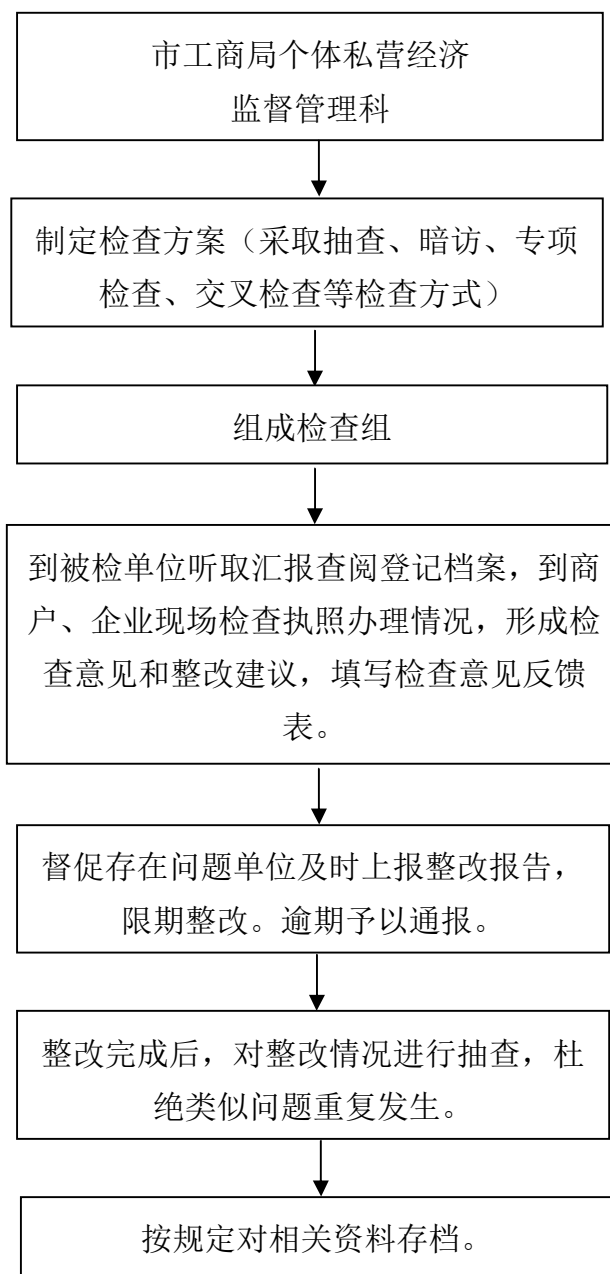 市工商局个体私营经济
监督管理科
制定检查方案（采取抽查、暗访、专项
检查、交叉检查等检查方式）
组成检查组
到被检单位听取汇报查阅登记档案，到商
户、企业现场检查执照办理情况，形成检
查意见和整改建议，填写检查意见反馈
表。
督促存在问题单位及时上报整改报告，
限期整改。逾期予以通报。
整改完成后，对整改情况进行抽查，杜
绝类似问题重复发生。
按规定对相关资料存档。